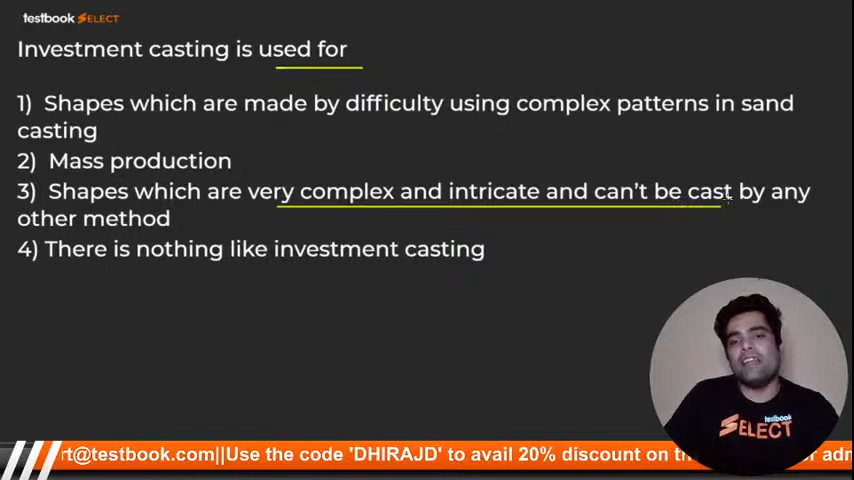 testbook SELECT
Investment casting is used for
1) Shapes which are made by difficulty using complex patterns in sand
casting
2) Mass production
3) Shapes which are very complex and intricate and can't be cast by any
other method
4) There is nothing like investment casting
testbook
SELECT
rt@testbook.com||Use the code 'DHIRAJD' to avail 20% discount on th